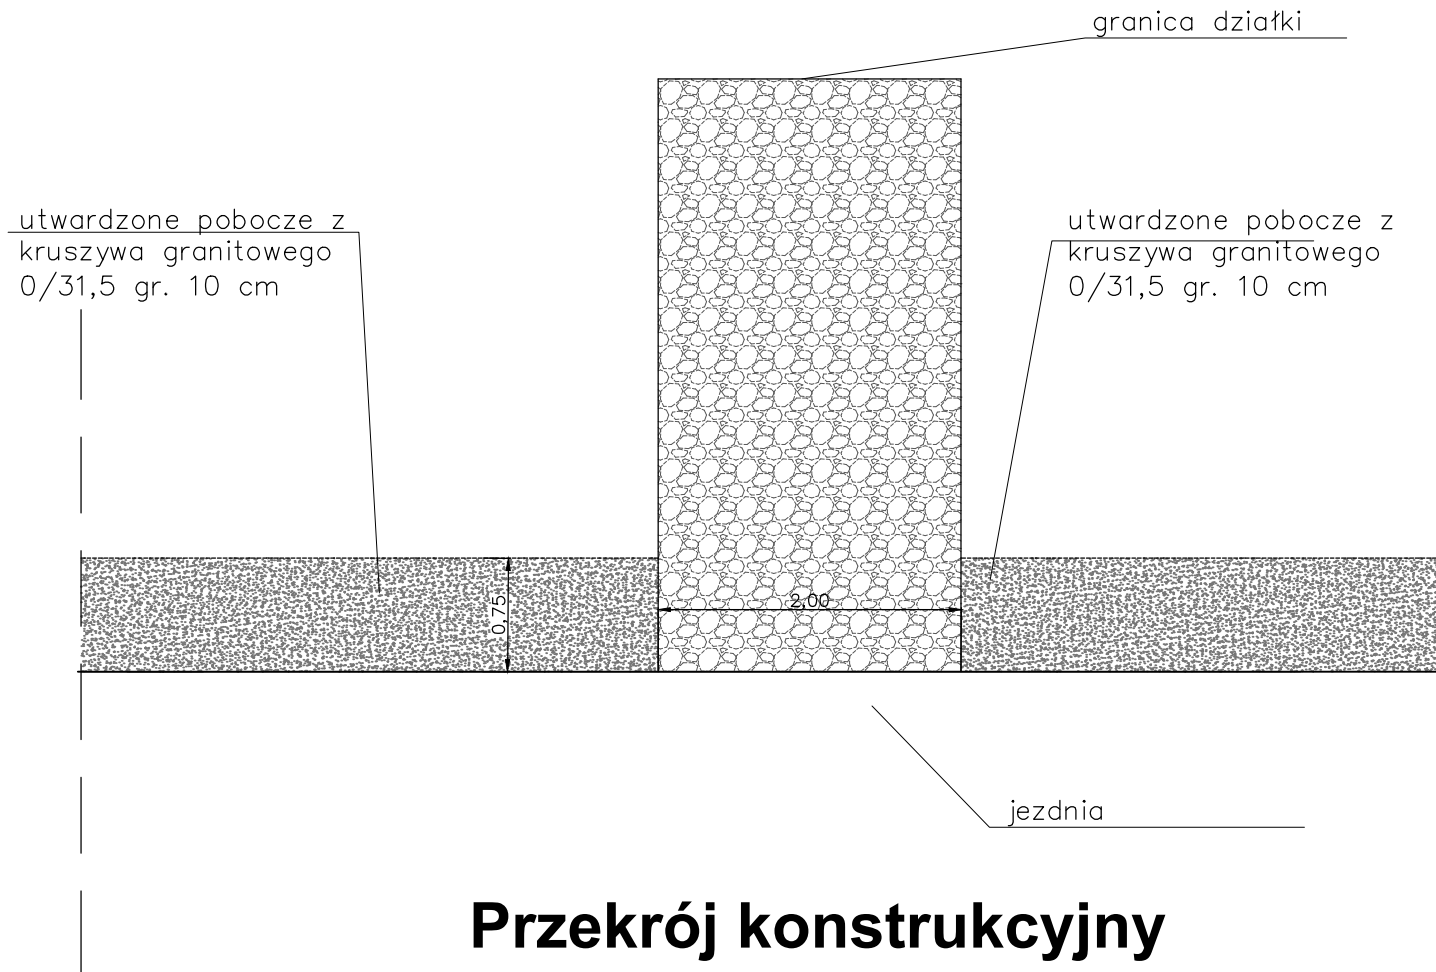 granica działki
utwardzone pobocze z
kruszywa granitowego
0/31,5 gr. 10 cm
utwardzone pobocze z
kruszywa granitowego
0/31,5 gr. 10 cm
0,75
2,00
jezdnia
Przekrój konstrukcyjny